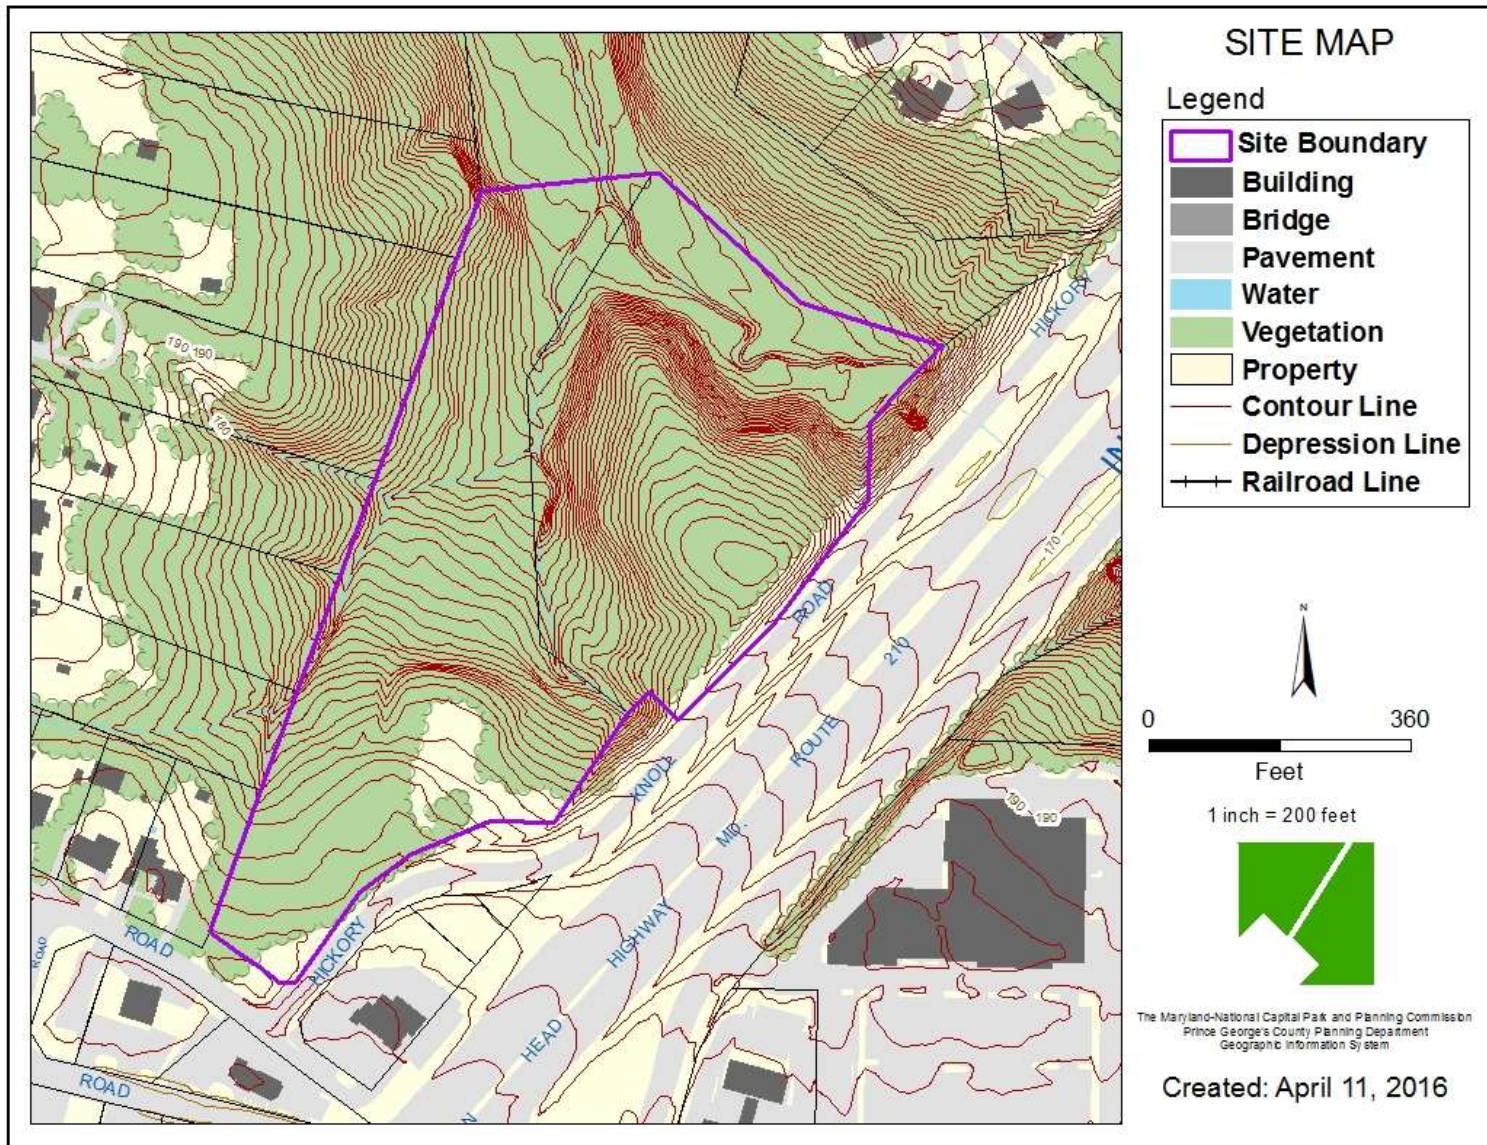 SITE MAP
Legend
Site Boundary
Building
Bridge
Pavement
Water
Vegetation
Property
Contour Line
Depression Line
Railroad Line
N
0 360
Feet
1 inch = 200 feet
The Maryland-National Capital Park and Planning Commission
Prince George's County Planning Department
Geographic Information System
Created: April 11, 2016
HICKORY
IN
190 190
180
170
ROAD
210
ROUTE
KNOLL
MD.
190 190
HIGHWAY
HICKORY
ROAD
ROAD
HEAD
ROAD
N